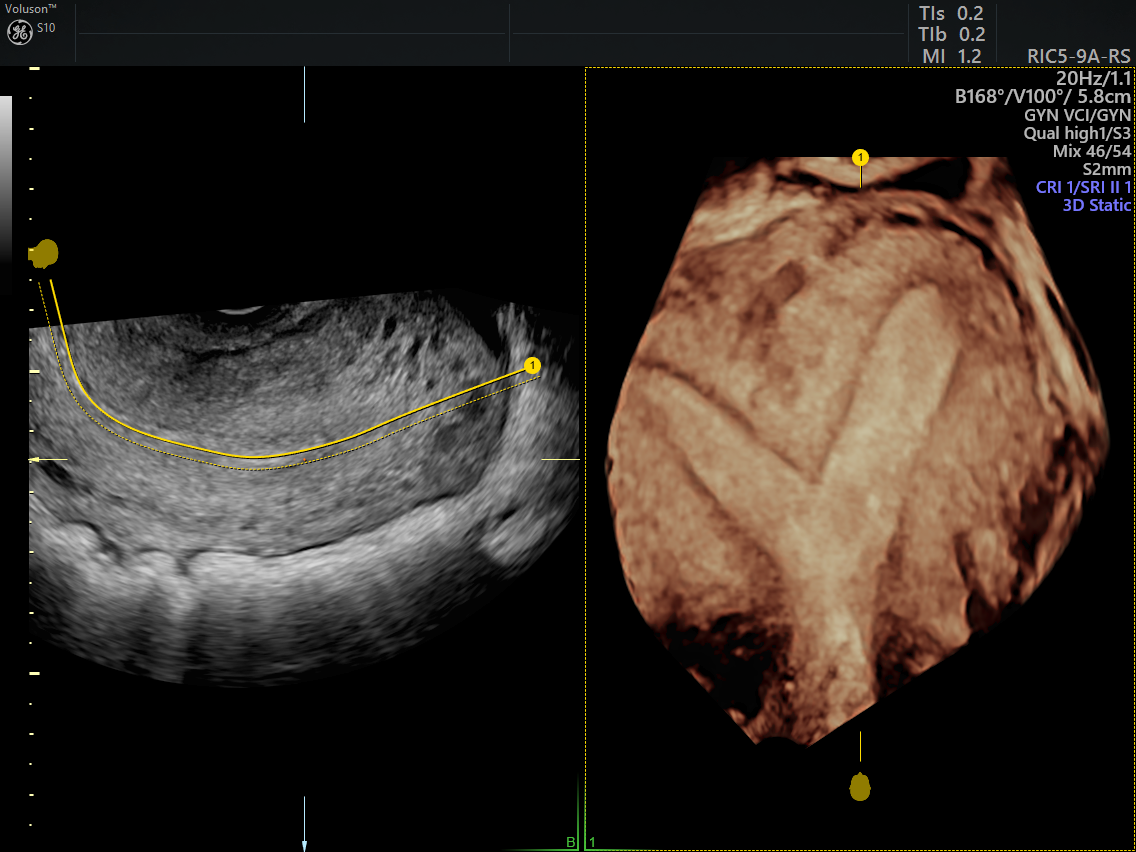 Voluson™
S10
TIs 0.2
TIb 0.2
MI 1.2
RIC5-9A-RS
20Hz/1.1
B168°/V100°/ 5.8cm
GYN VCI/GYN
Qual high1/S3
Mix 46/54
S2mm
CRI 1/SRI II 1
3D Static
1
1
B
1